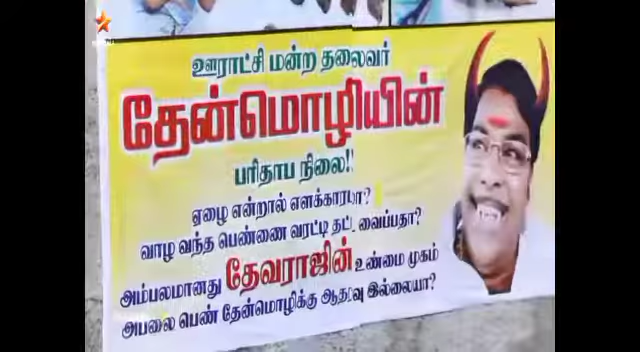 ஊராட்சி மன்ற தலைவர்
தேன்மொழியின்
பரிதாப நிலை!!
ஏழை என்றால் எளக்காரமா?
வாழ வந்த பெண்ணை வரட்டி தட்ட வைப்பதா?
அம்பலமானது தேவராஜின் உண்மை முகம்
அபலை பெண் தேன்மொழிக்கு ஆதரவு இல்லையா?